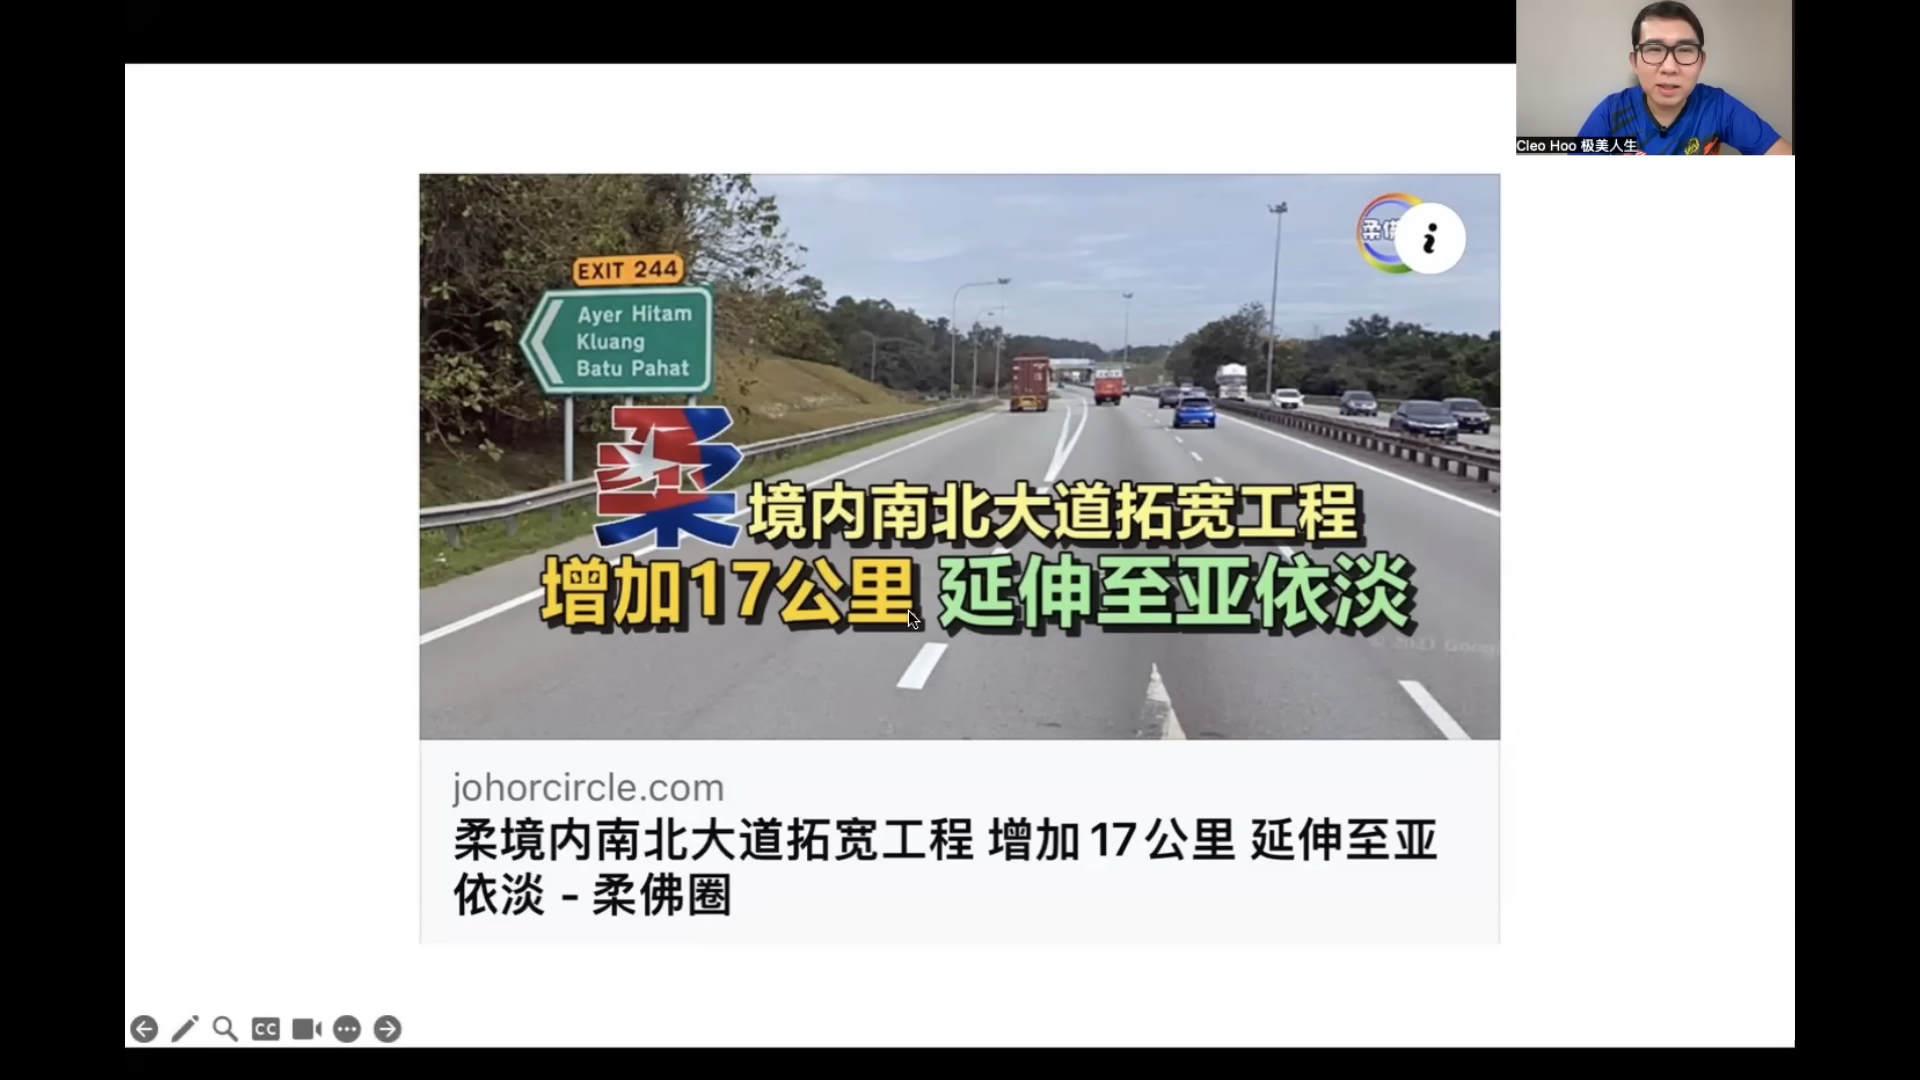 Cleo Hoo 极美人生
EXIT 244
Ayer Hitam
Kluang
Batu Pahat
柔境内南北大道拓宽工程
增加17公里 延伸至亚依淡
johorcircle.com
柔境内南北大道拓宽工程 增加17公里 延伸至亚
依淡 - 柔佛圈
CC